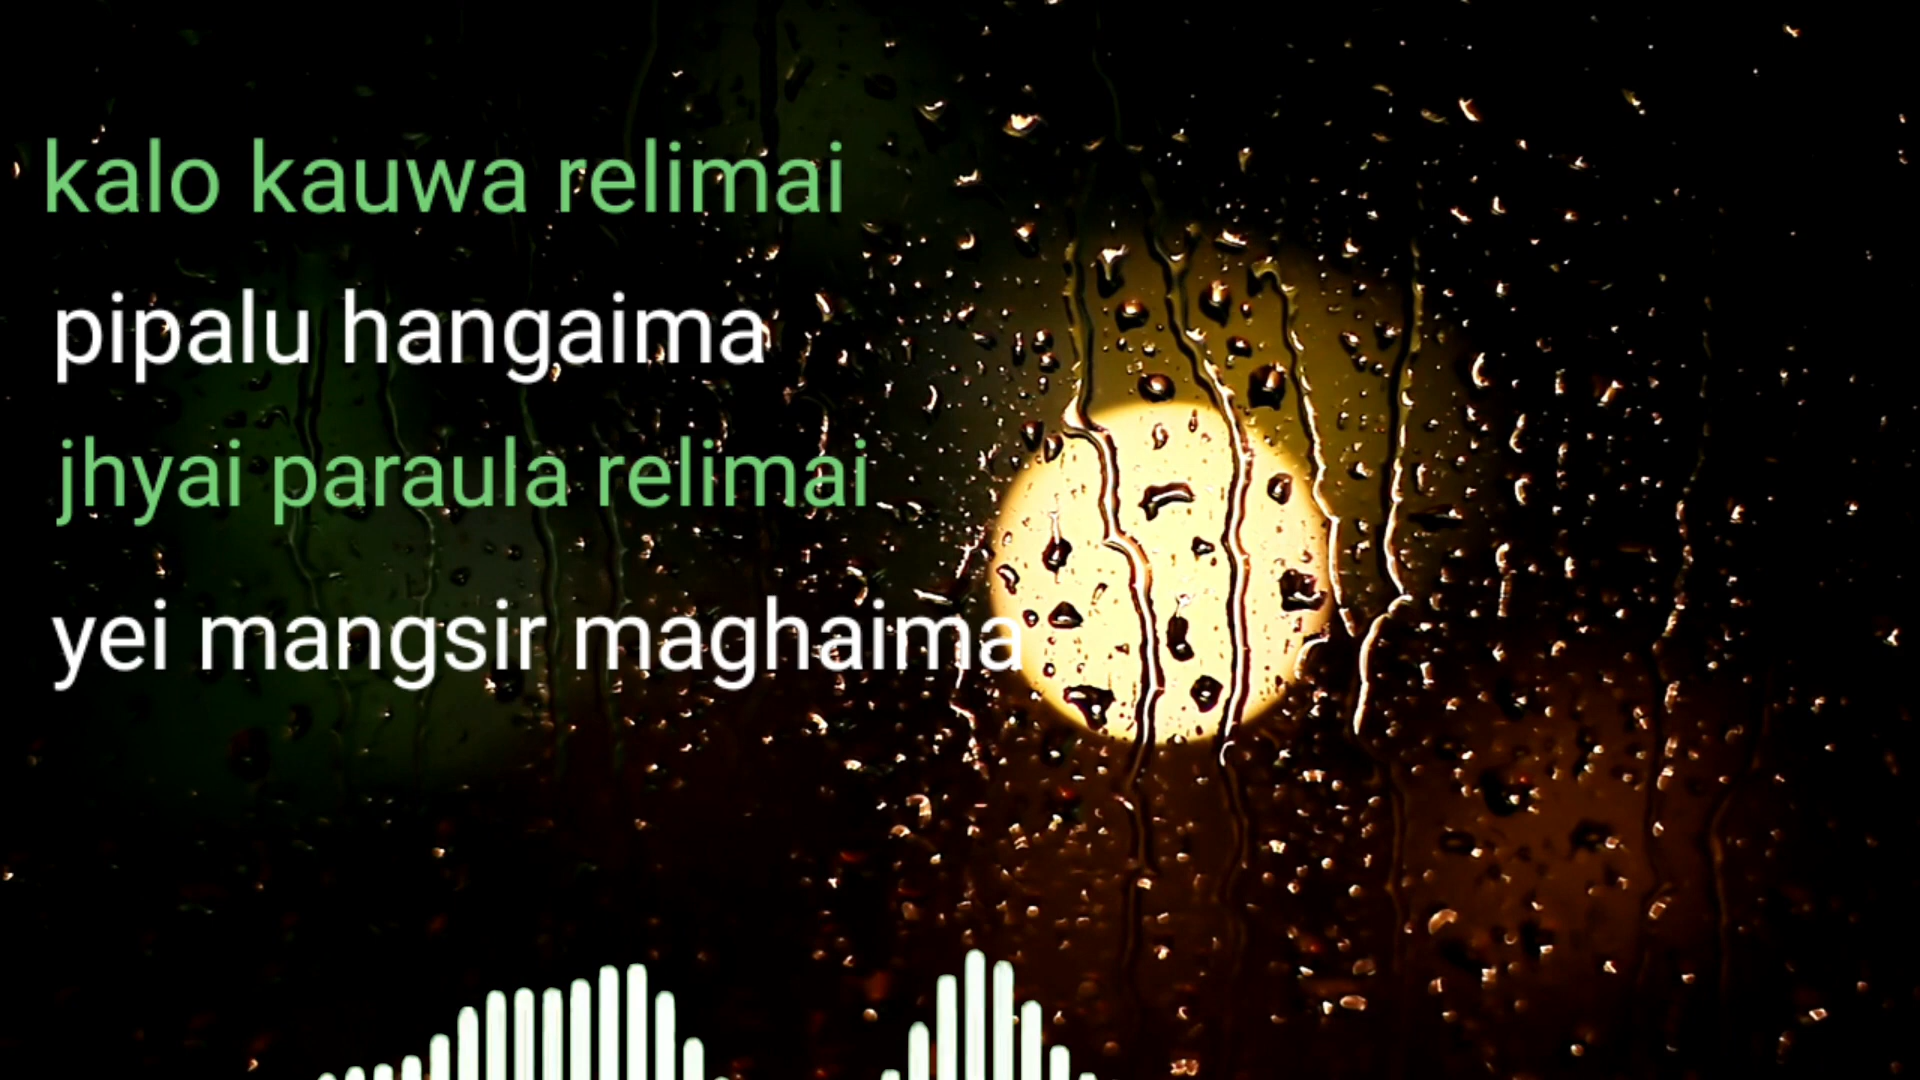 kalo kauwa relimai
pipalu hangaima
jhyai paraula relimai
yei mangsir maghaima